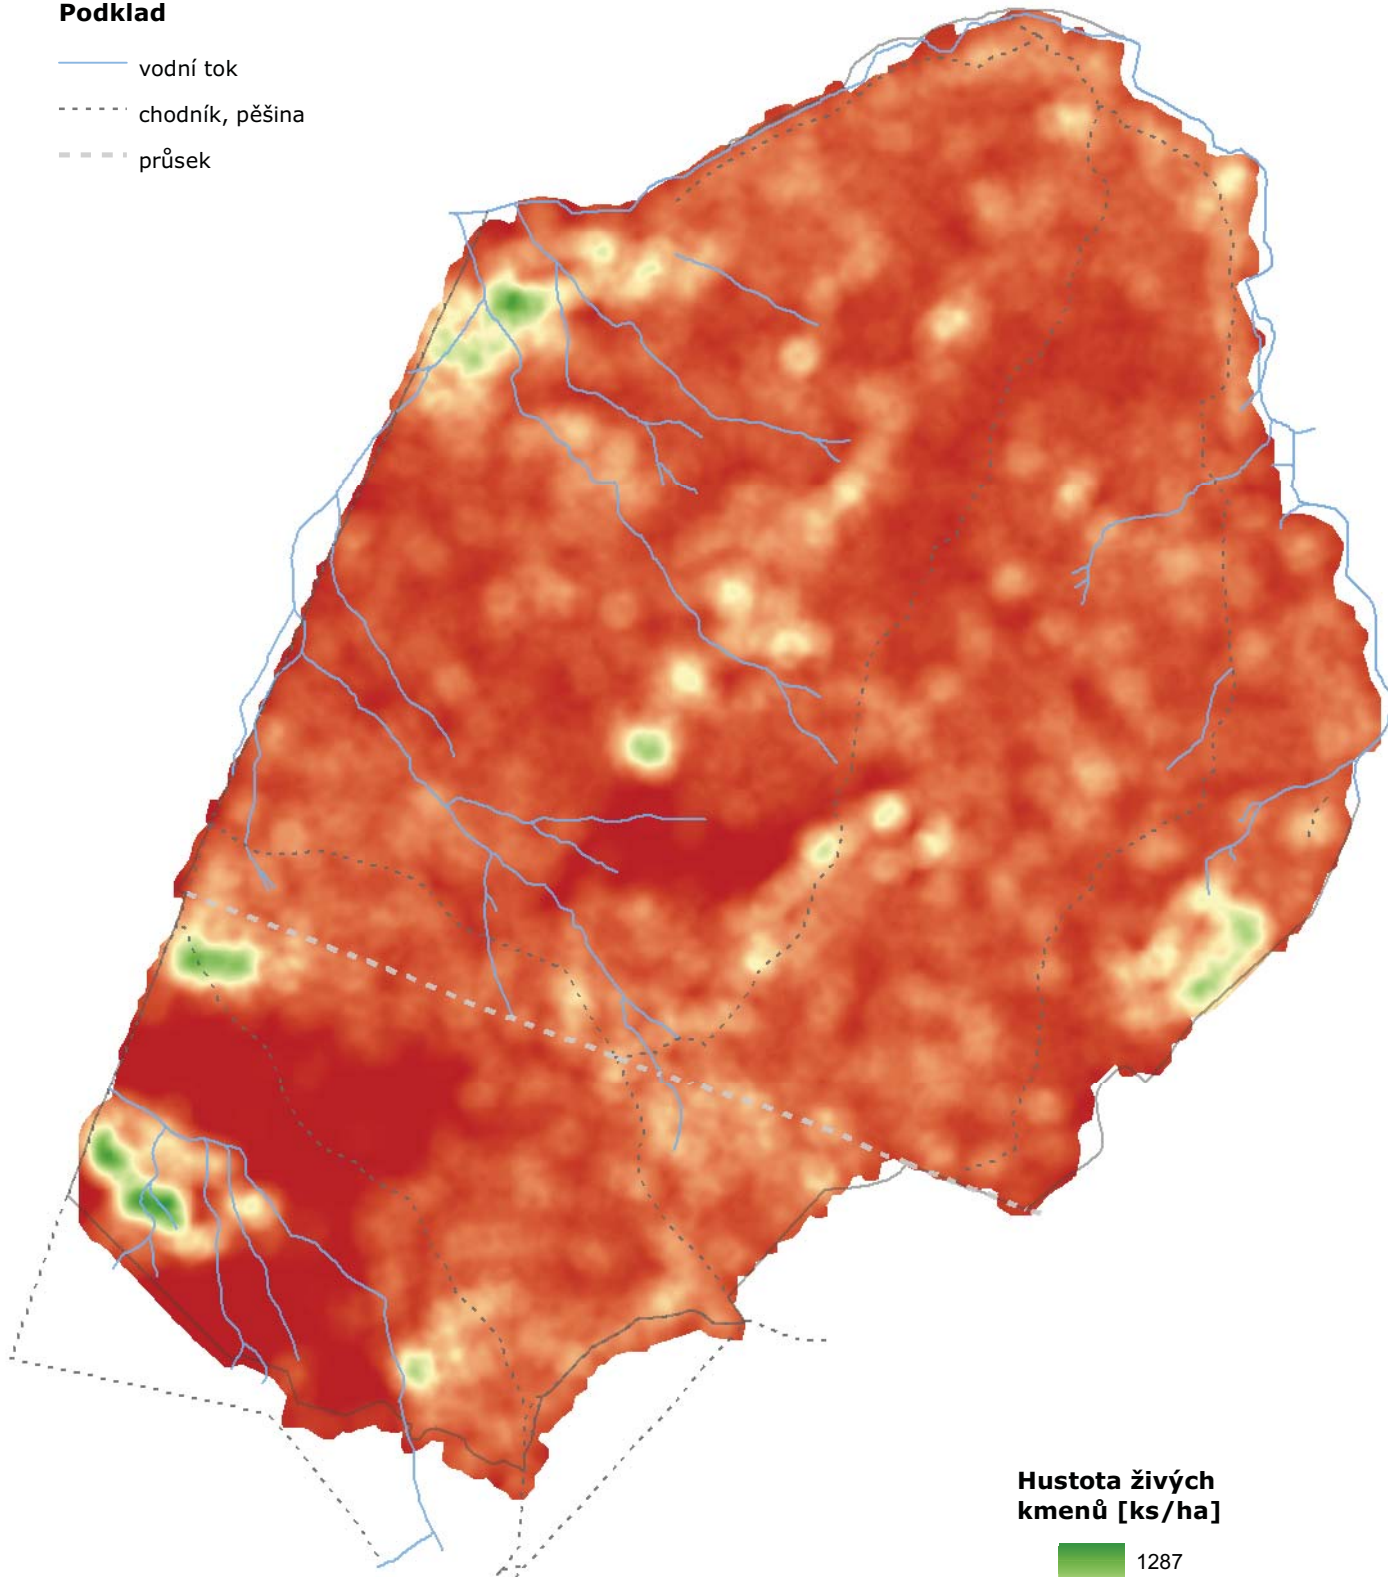 Podklad
vodní tok
chodník, pěšina
průsek
Hustota živých
kmenů [ks/ha]
1287